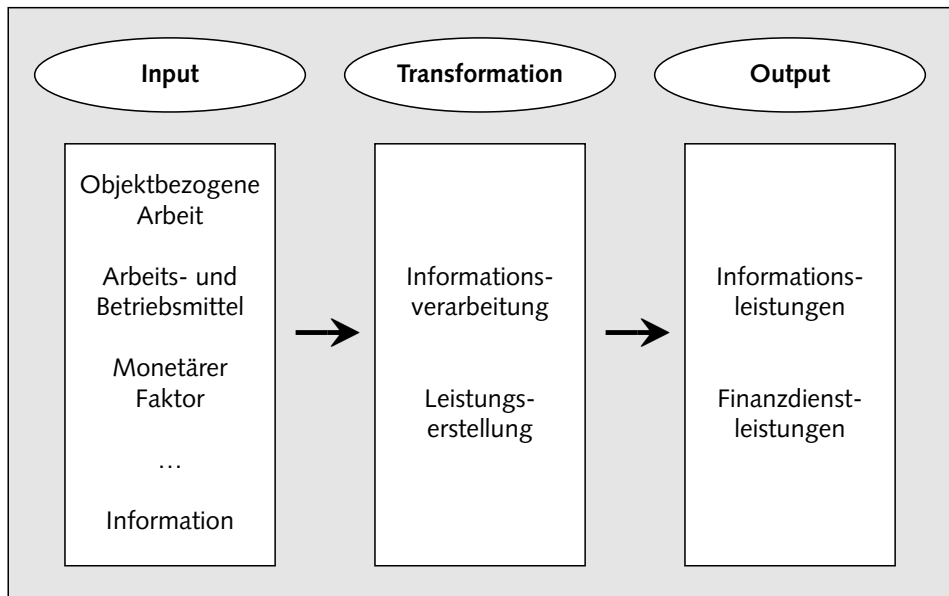 Input
Transformation
Output
Objektbezogene
Arbeit
Arbeits- und
Betriebsmittel
Monetärer
Faktor
…
Information
Informations-
verarbeitung
Leistungs-
erstellung
Informations-
leistungen
Finanzdienst-
leistungen